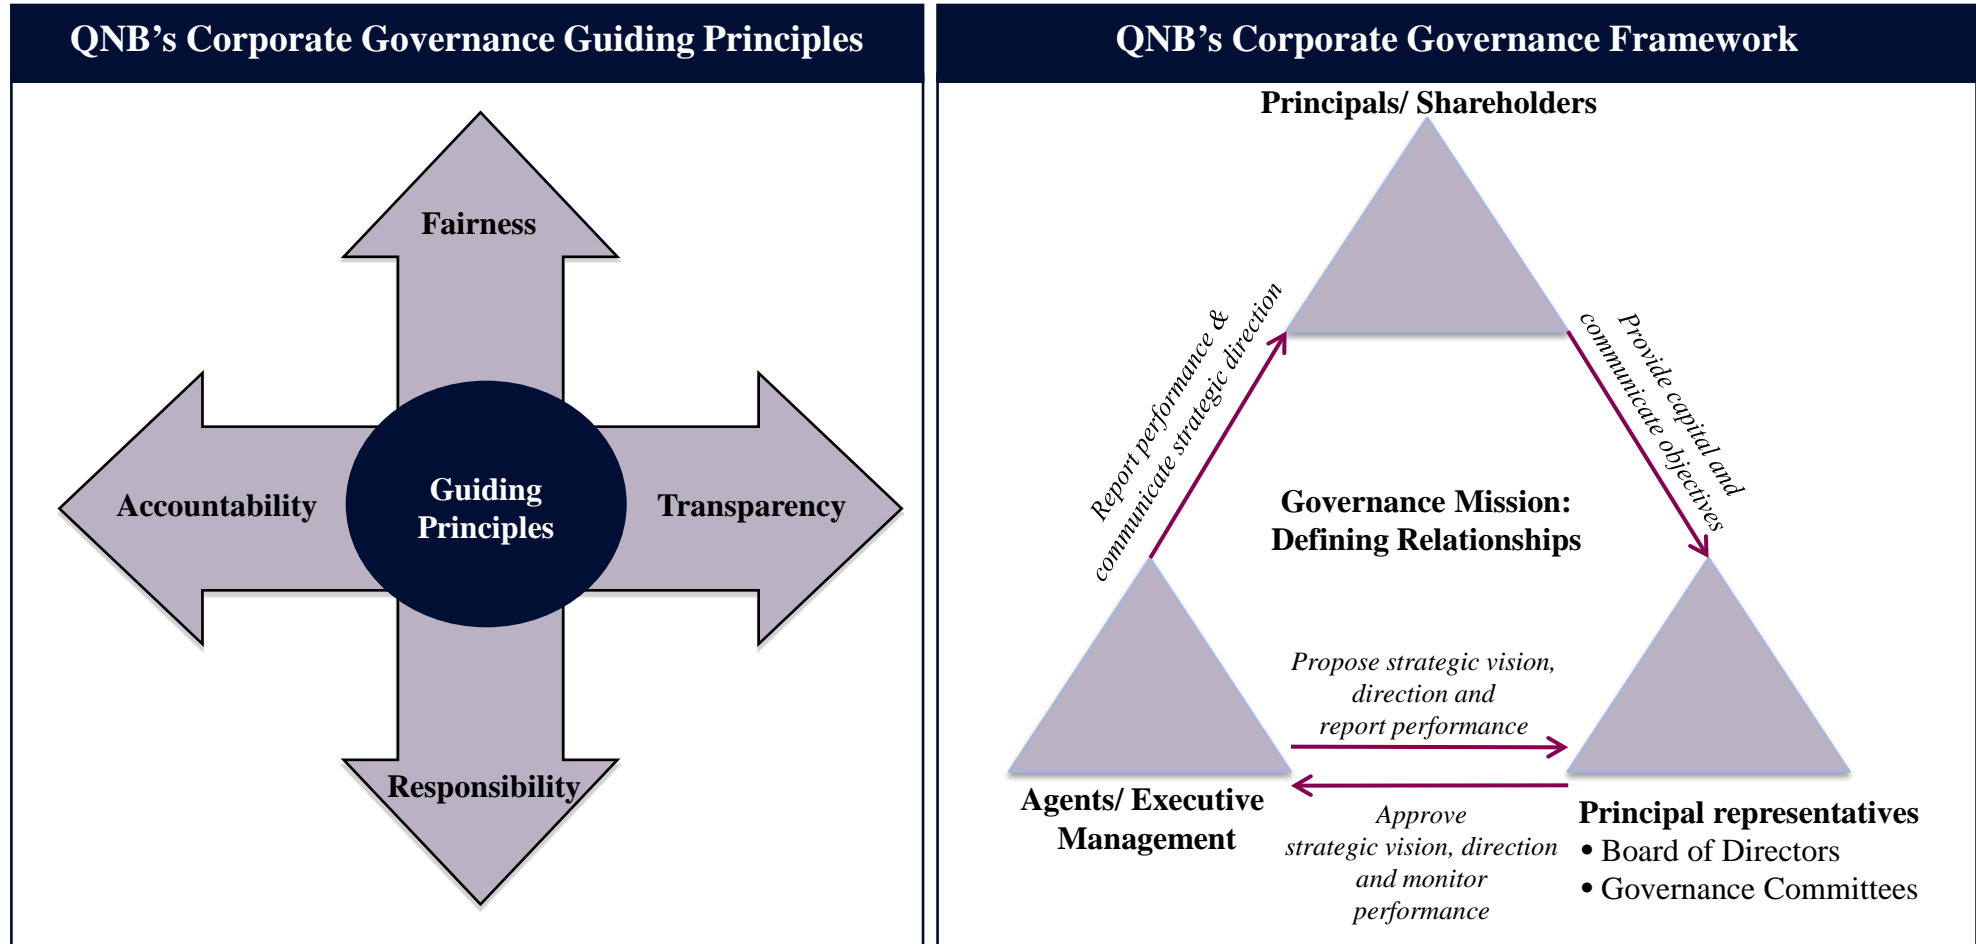 QNB’s Corporate Governance Guiding Principles
Fairness
Accountability
Guiding
Principles
Transparency
Responsibility
QNB’s Corporate Governance Framework
Principals/ Shareholders
Report performance &
communicate strategic direction
Provide capital and
communicate objectives
Governance Mission:
Defining Relationships
Propose strategic vision,
direction and
report performance
Agents/ Executive
Management
Approve
strategic vision, direction
and monitor
performance
Principal representatives
• Board of Directors
• Governance Committees